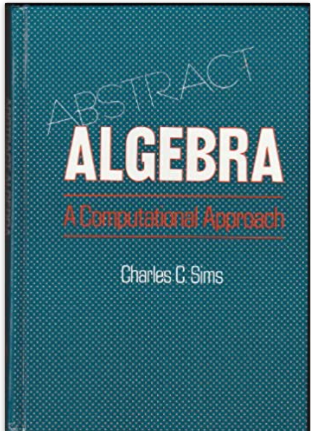 ABSTRACT
ALGEBRA
A Computational Approach
Charles C. Sims